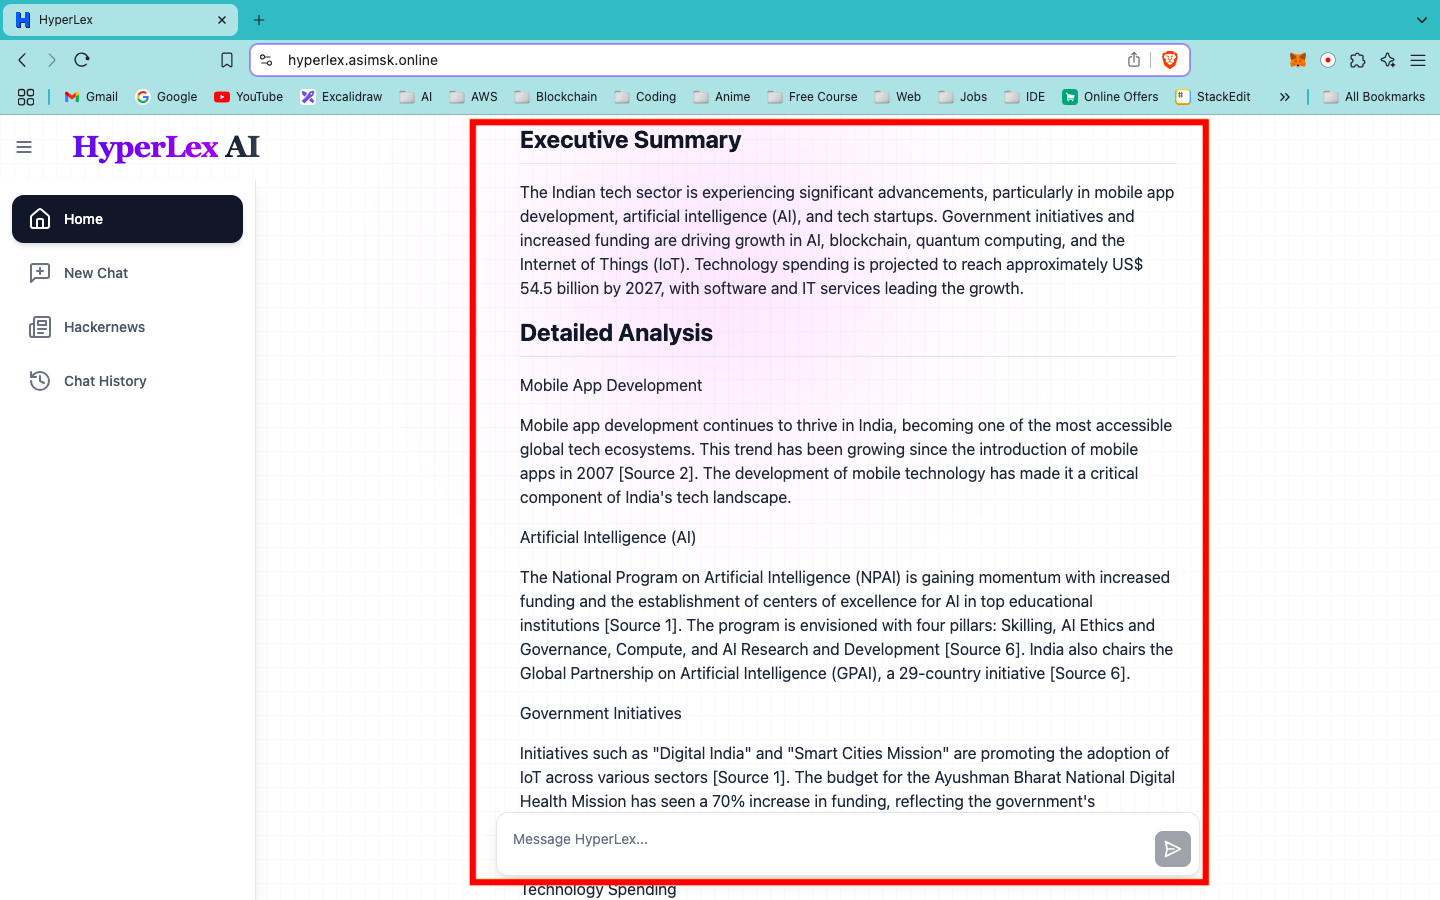 HyperLex
hyperlex.asimsk.online
Gmail
Google
YouTube
Excalidraw
AI
AWS
Blockchain
Coding
Anime
Free Course
Web
Jobs
IDE
Online Offers
StackEdit
All Bookmarks
HyperLex AI
Home
New Chat
Hackernews
Chat History
Executive Summary
The Indian tech sector is experiencing significant advancements, particularly in mobile app
development, artificial intelligence (AI), and tech startups. Government initiatives and
increased funding are driving growth in AI, blockchain, quantum computing, and the
Internet of Things (IoT). Technology spending is projected to reach approximately US$
54.5 billion by 2027, with software and IT services leading the growth.
Detailed Analysis
Mobile App Development
Mobile app development continues to thrive in India, becoming one of the most accessible
global tech ecosystems. This trend has been growing since the introduction of mobile
apps in 2007 [Source 2]. The development of mobile technology has made it a critical
component of India's tech landscape.
Artificial Intelligence (AI)
The National Program on Artificial Intelligence (NPAI) is gaining momentum with increased
funding and the establishment of centers of excellence for AI in top educational
institutions [Source 1]. The program is envisioned with four pillars: Skilling, AI Ethics and
Governance, Compute, and AI Research and Development [Source 6]. India also chairs the
Global Partnership on Artificial Intelligence (GPAI), a 29-country initiative [Source 6].
Government Initiatives
Initiatives such as "Digital India" and "Smart Cities Mission" are promoting the adoption of
IoT across various sectors [Source 1]. The budget for the Ayushman Bharat National Digital
Health Mission has seen a 70% increase in funding, reflecting the government's
Message HyperLex...
Technology Spending